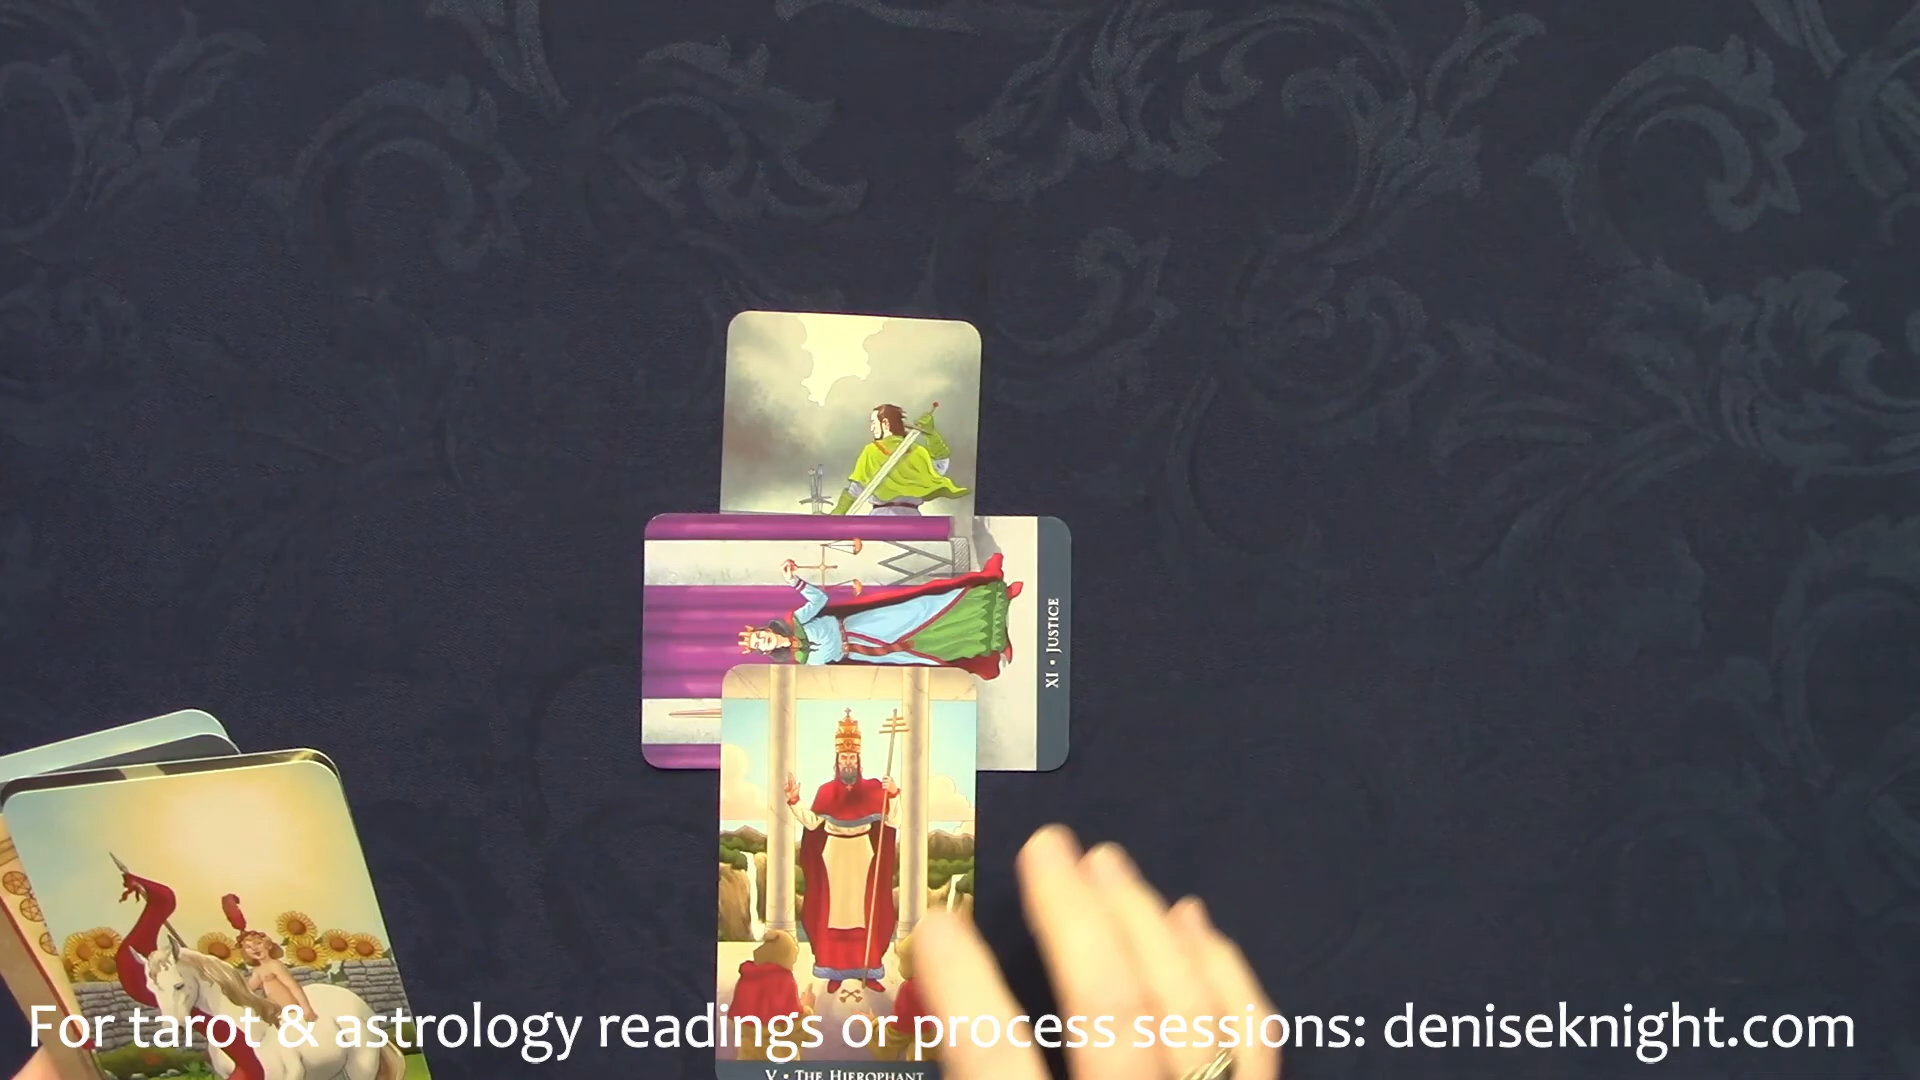 XI • JUSTICE
V • THE HIEROPHANT
For tarot & astrology readings or process sessions: deniseknight.com